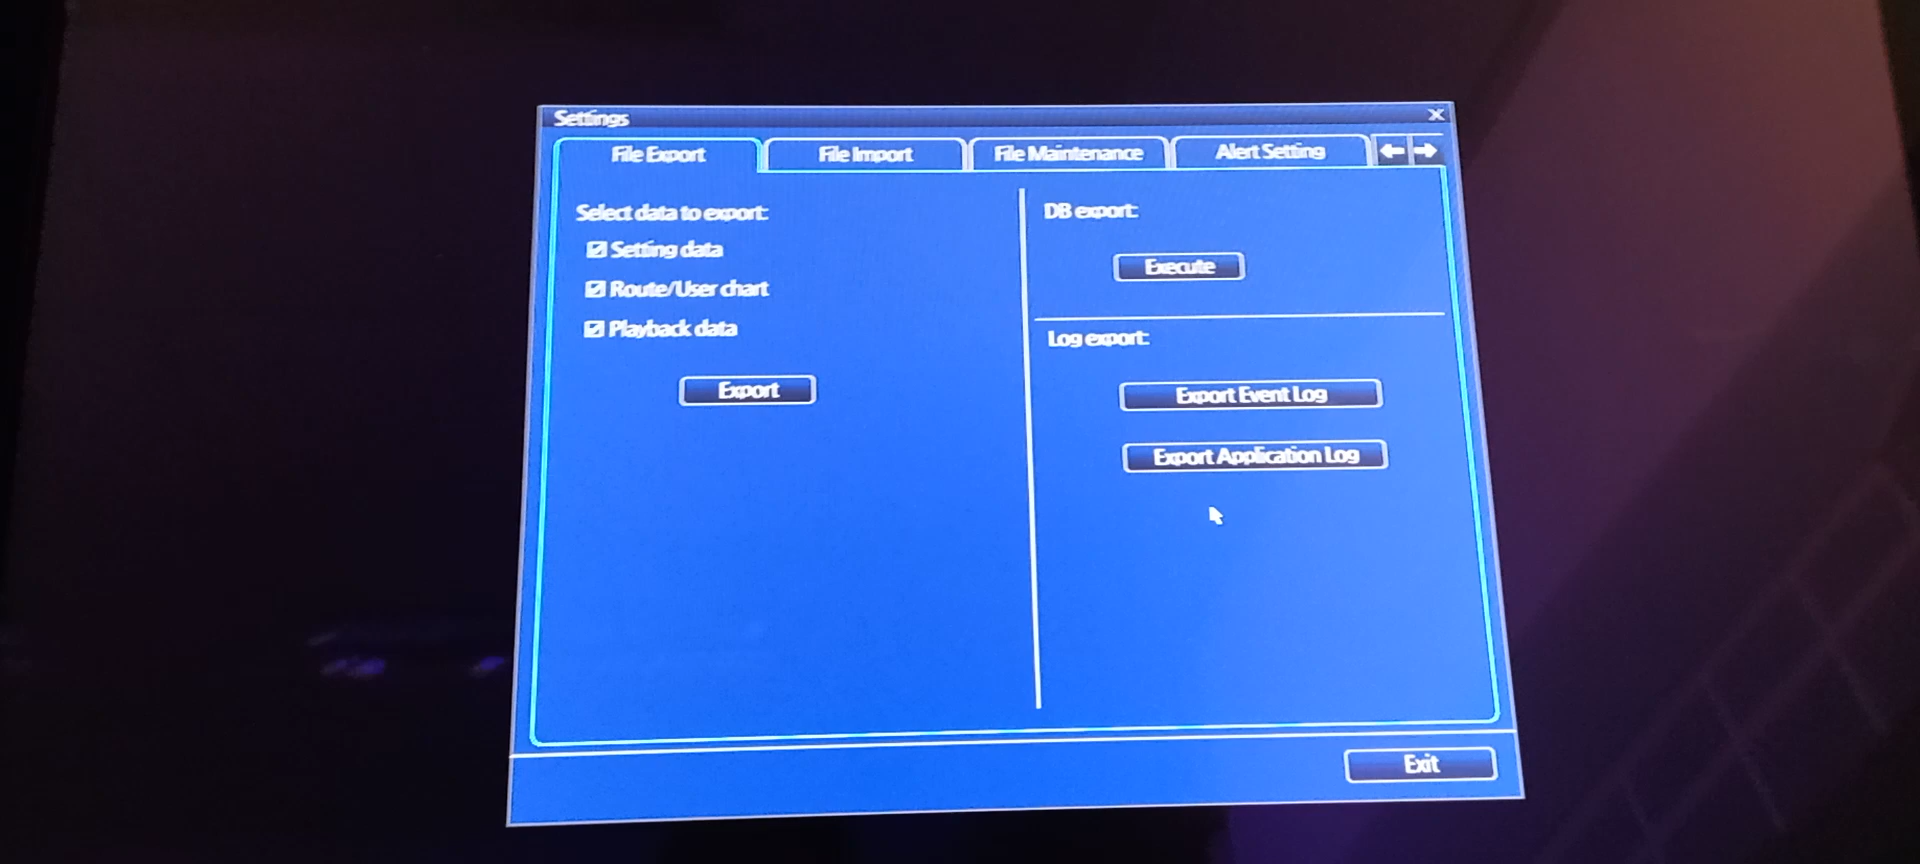 Settings
File Export
File Import
File Maintenance
Alert Setting
Select data to export:
Setting data
Route/User chart
Playback data
Export
DB export:
Execute
Log export:
Export Event Log
Export Application Log
Exit